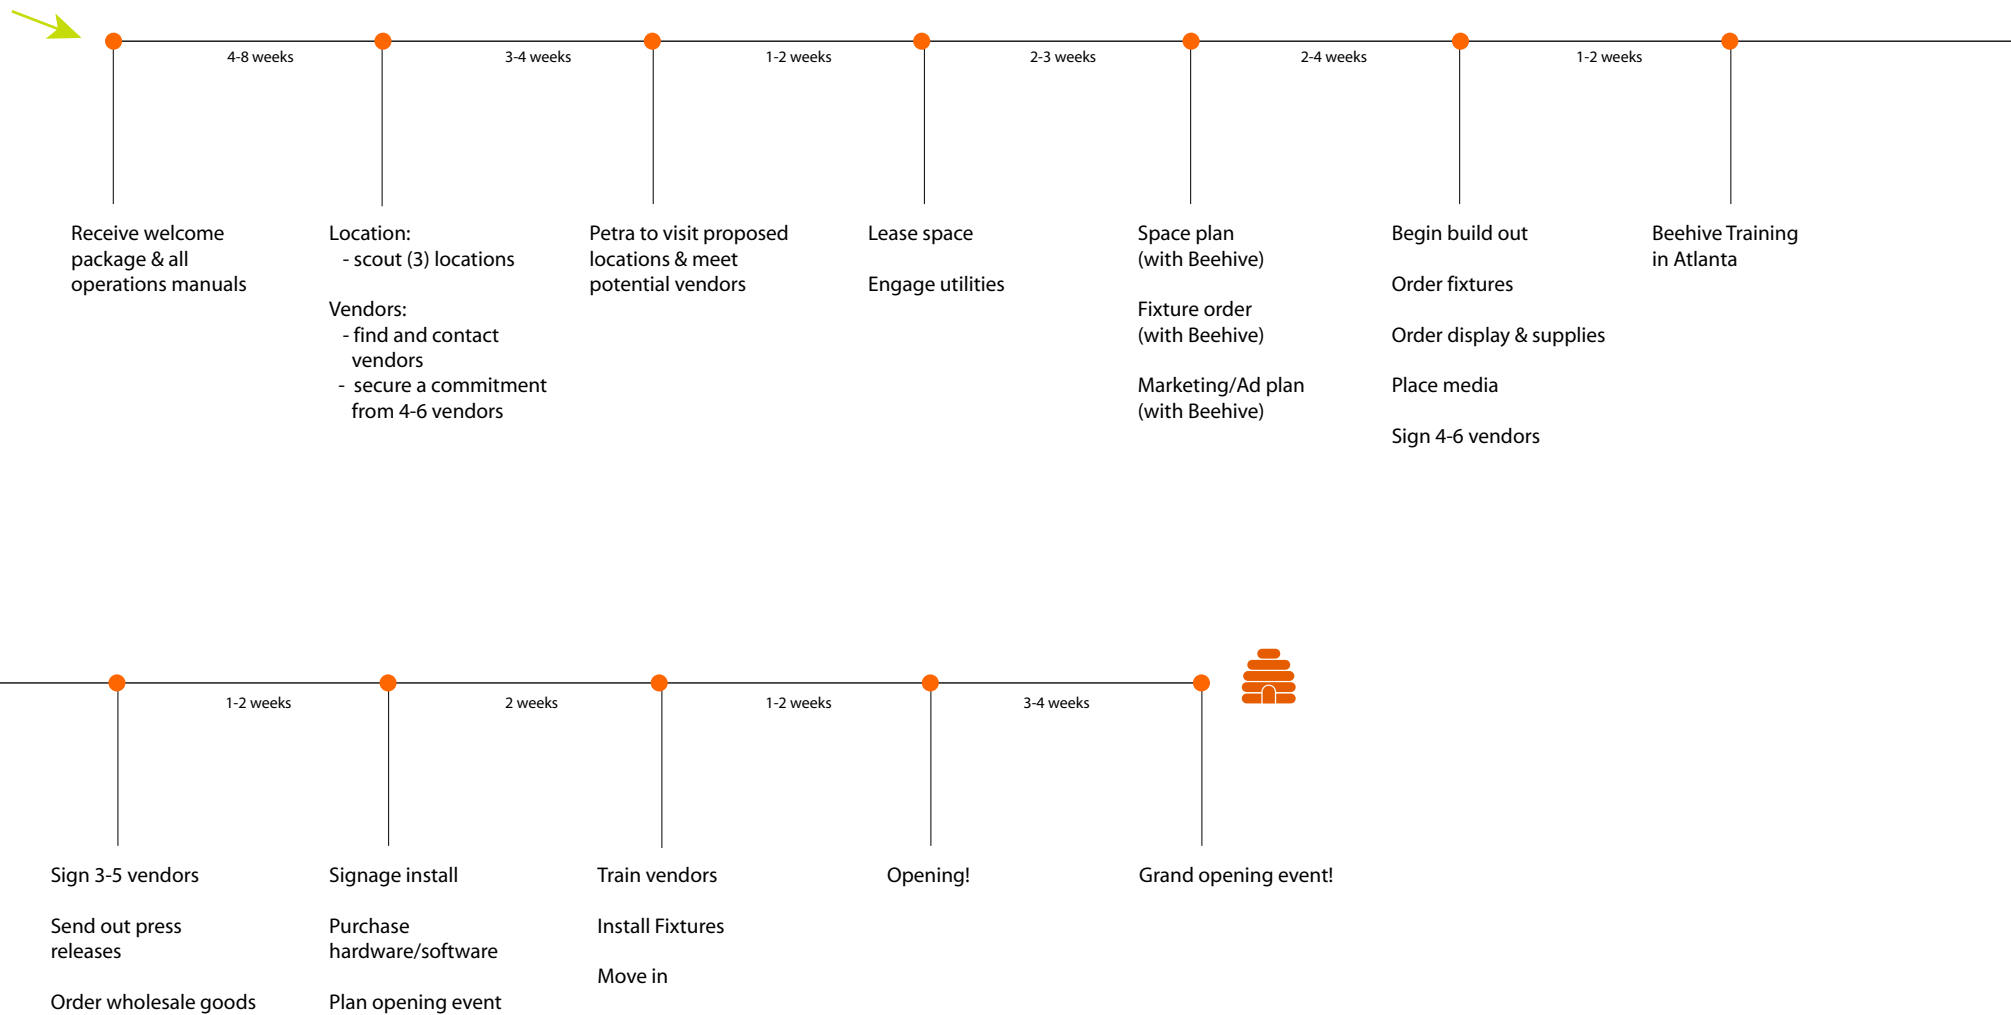 4-8 weeks
3-4 weeks
1-2 weeks
2-3 weeks
2-4 weeks
1-2 weeks
Receive welcome
package & all
operations manuals
Location:
- scout (3) locations
Vendors:
- find and contact
vendors
- secure a commitment
from 4-6 vendors
Petra to visit proposed
locations & meet
potential vendors
Lease space
Engage utilities
Space plan
(with Beehive)
Fixture order
(with Beehive)
Marketing/Ad plan
(with Beehive)
Begin build out
Order fixtures
Order display & supplies
Place media
Sign 4-6 vendors
Beehive Training
in Atlanta
1-2 weeks
2 weeks
1-2 weeks
3-4 weeks
Sign 3-5 vendors
Send out press
releases
Order wholesale goods
Signage install
Purchase
hardware/software
Plan opening event
Train vendors
Install Fixtures
Move in
Opening!
Grand opening event!